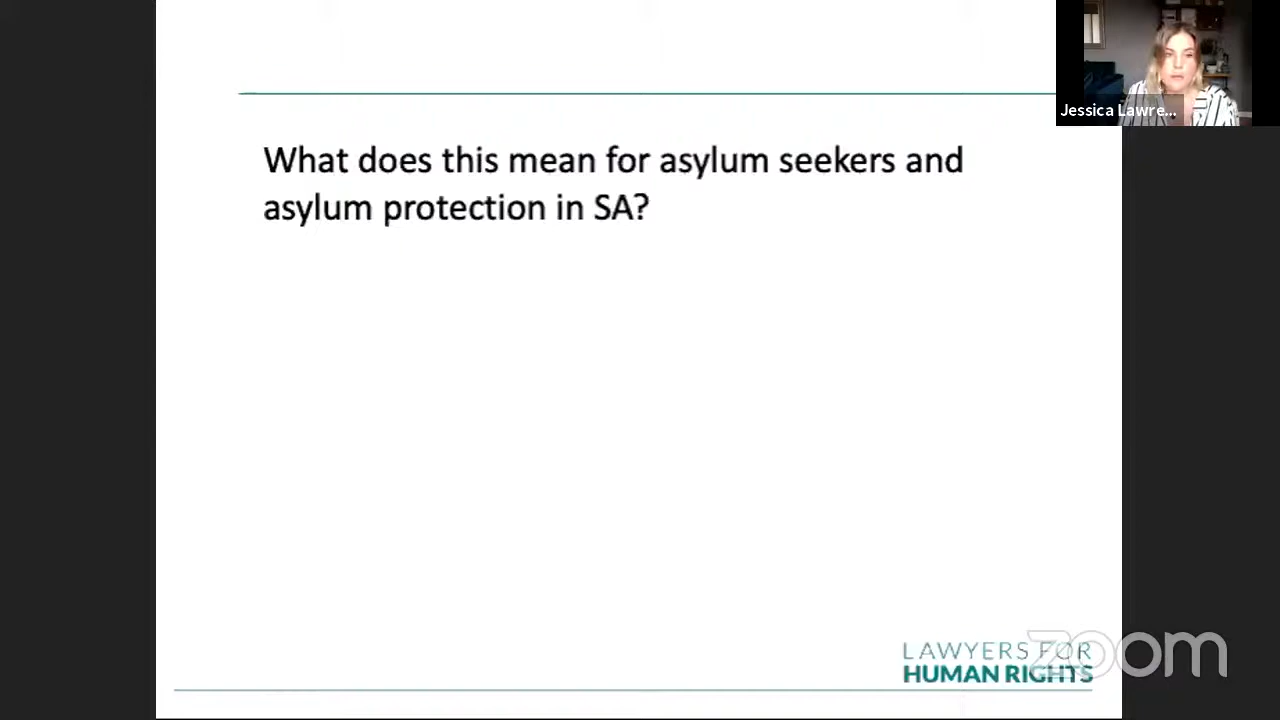 Jessica Lawre...
What does this mean for asylum seekers and
asylum protection in SA?
LAWYERS FOR
HUMAN RIGHTS
zoom